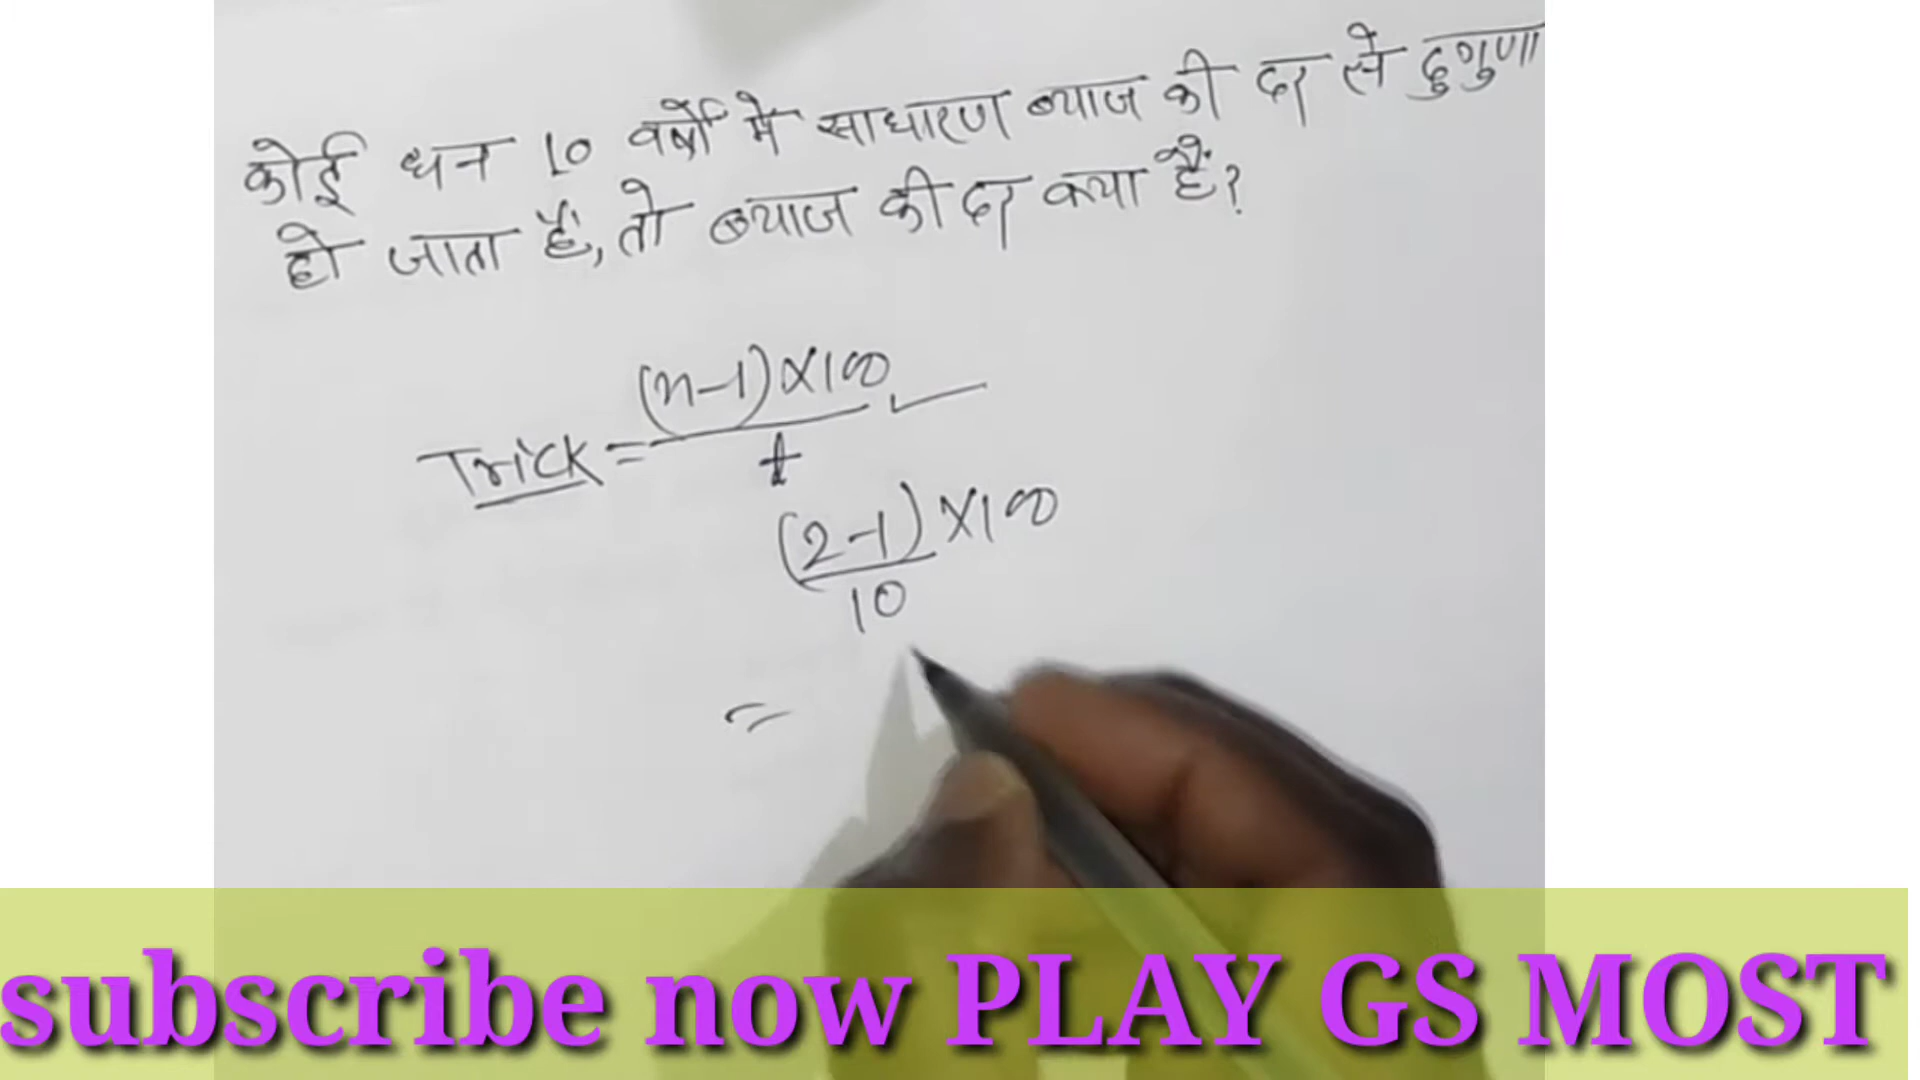 कोई धन 10 वर्षों में साधारण ब्याज की दर से दुगुणा
हो जाता हैं, तो ब्याज की दर क्या हैं?
Trick = (n-1)×100 / t
(2-1)/10 ×100
=
subscribe now PLAY GS MOST